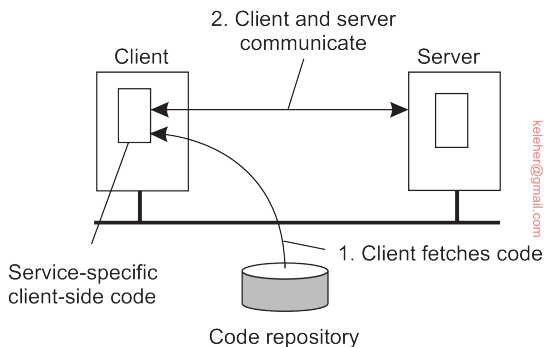 2. Client and server
communicate
Client
Server
1. Client fetches code
Service-specific
client-side code
Code repository
keleher@gmail.com